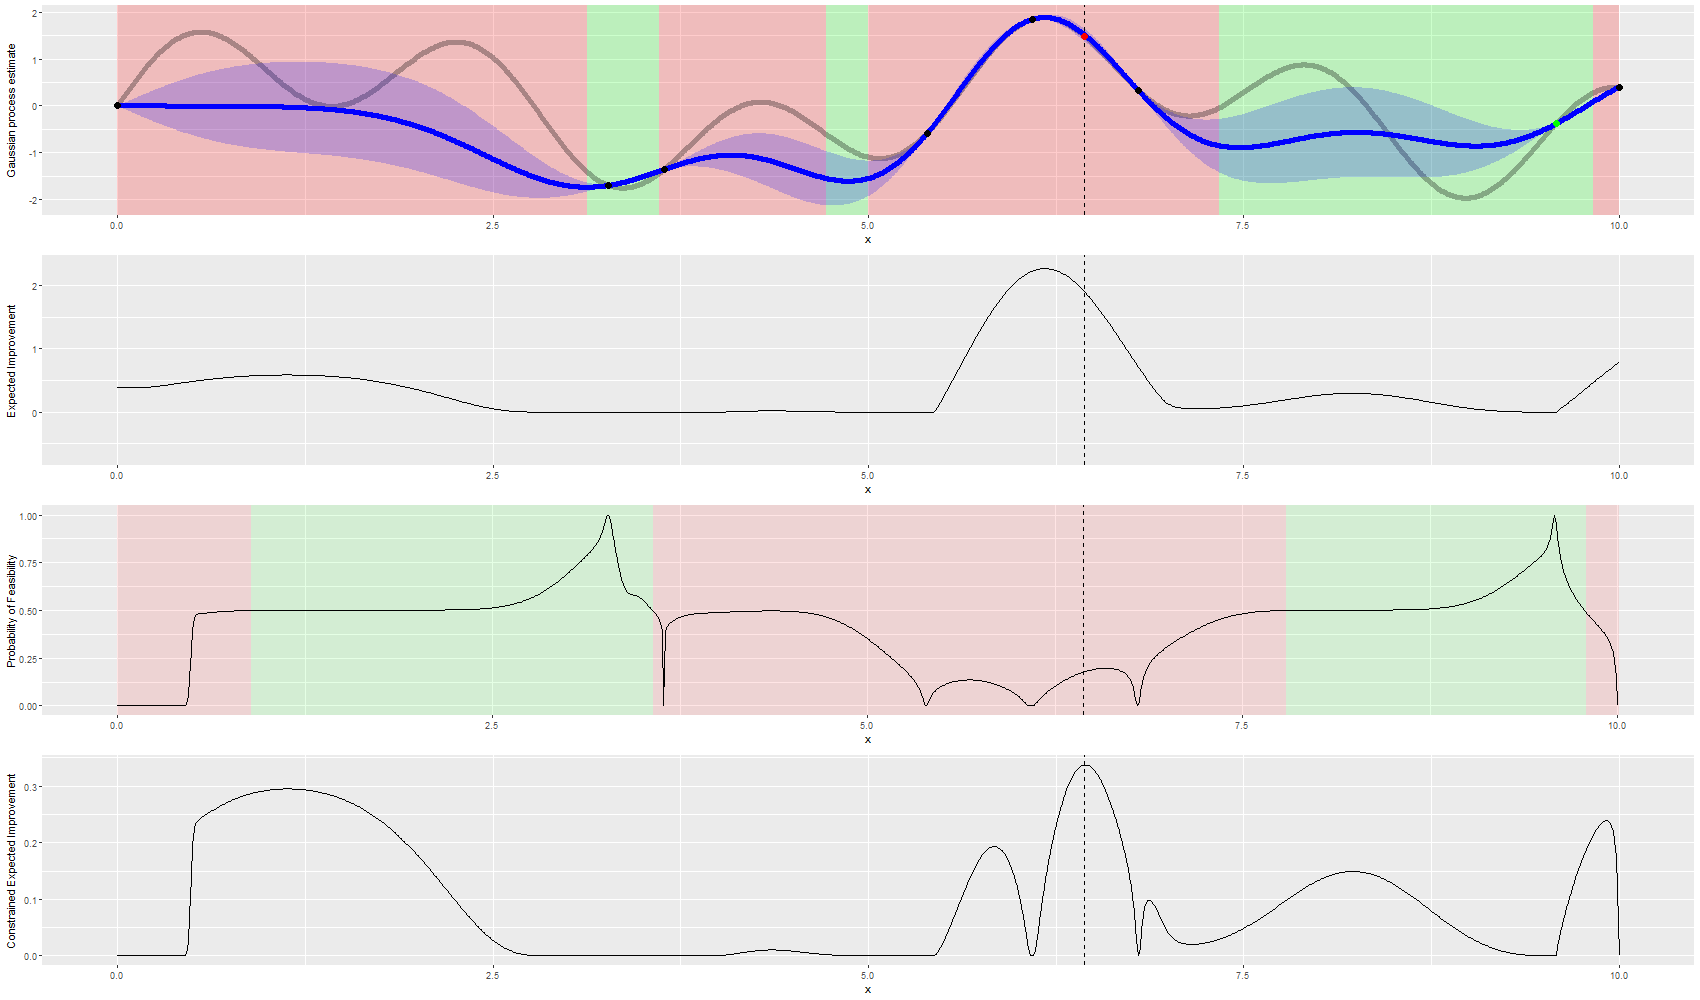 Gaussian process estimate
2
1
0
-1
-2
0.0 2.5 5.0 7.5 10.0
x
Expected Improvement
2
1
0
0.0 2.5 5.0 7.5 10.0
x
Probability of Feasibility
1.00
0.75
0.50
0.25
0.00
0.0 2.5 5.0 7.5 10.0
x
Constrained Expected Improvement
0.3
0.2
0.1
0.0
0.0 2.5 5.0 7.5 10.0
x